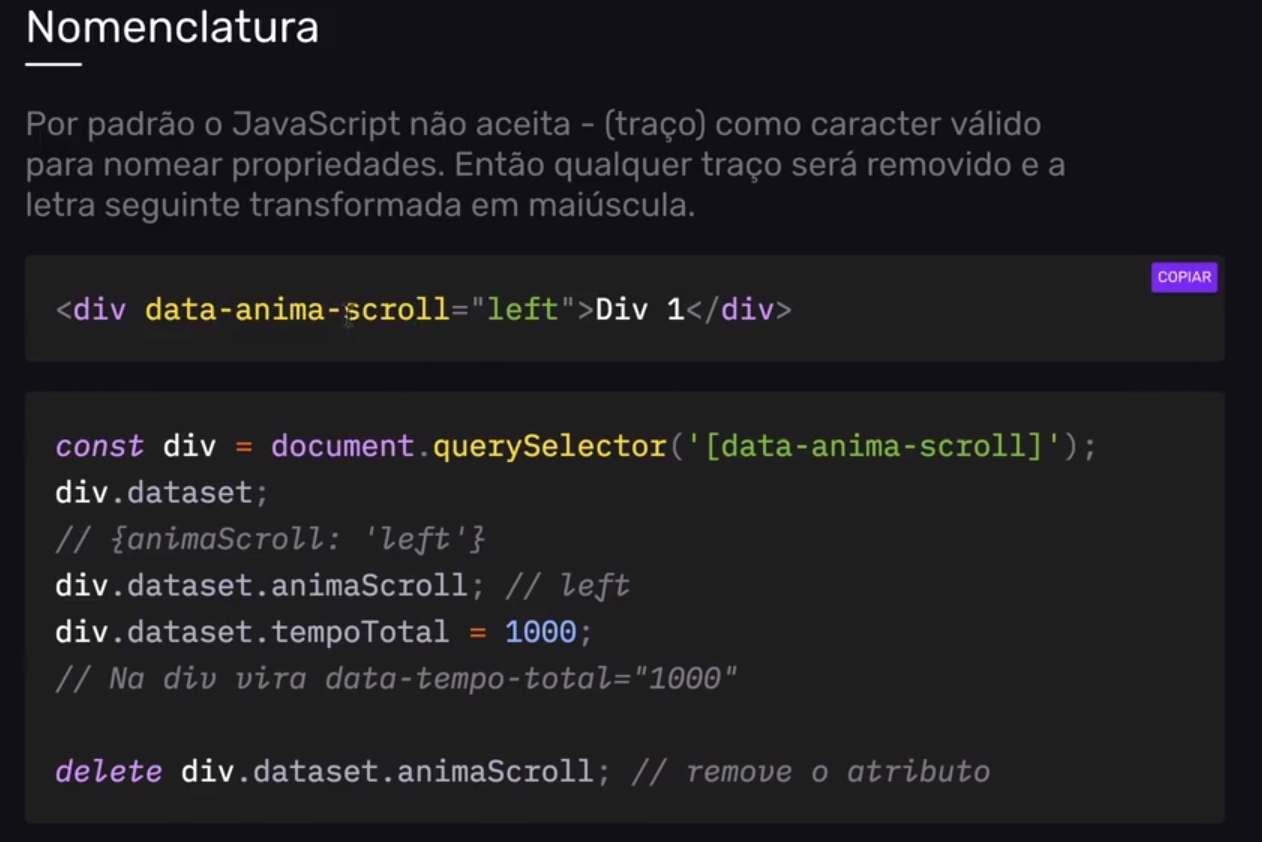 Nomenclatura
Por padrão o JavaScript não aceita - (traço) como caracter válido
para nomear propriedades. Então qualquer traço será removido e a
letra seguinte transformada em maiúscula.
COPIAR
<div data-anima-scroll="left">Div 1</div>
const div = document.querySelector('[data-anima-scroll]');
div.dataset;
// {animaScroll: 'left'}
div.dataset.animaScroll; // left
div.dataset.tempoTotal = 1000;
// Na div vira data-tempo-total="1000"
delete div.dataset.animaScroll; // remove o atributo